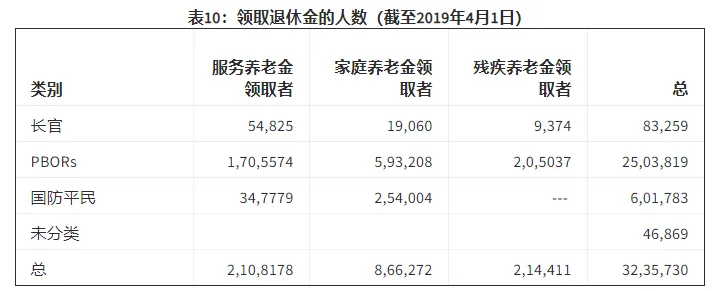 表10：领取退休金的人数 (截至2019年4月1日)
类别 服务养老金领取者 家庭养老金领取者 残疾养老金领取者 总
长官 54,825 19,060 9,374 83,259
PBORs 1,70,5574 5,93,208 2,0,5037 25,03,819
国防平民 34,7779 2,54,004 --- 6,01,783
未分类 46,869
总 2,10,8178 8,66,272 2,14,411 32,35,730